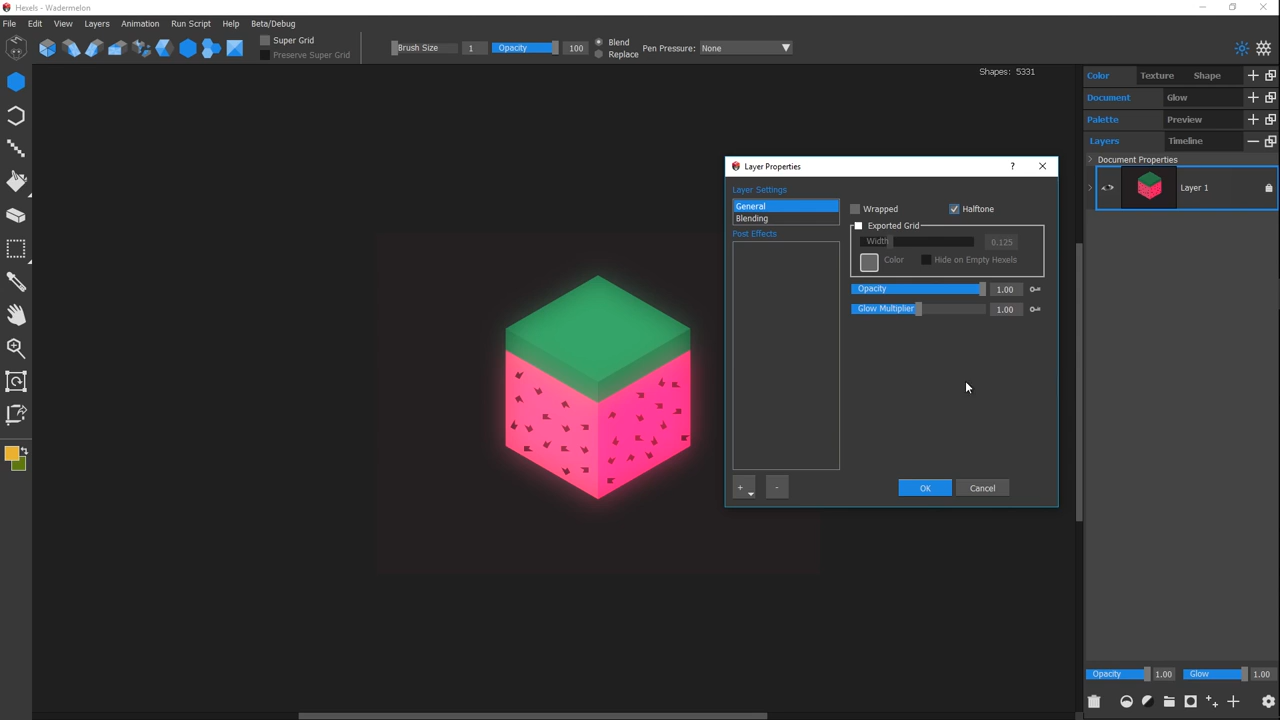 Hexels - Wadermelon
File Edit View Layers Animation Run Script Help Beta/Debug
Super Grid
Preserve Super Grid
Brush Size 1 Opacity 100
Blend
Replace
Pen Pressure: None
Shapes: 5331
Color Texture Shape
Document Glow
Palette Preview
Layers Timeline
Document Properties
Layer 1
Layer Properties ?
Layer Settings
General
Blending
Post Effects
Wrapped Halftone
Exported Grid
Width 0.125
Color Hide on Empty Hexels
Opacity 1.00
Glow Multiplier 1.00
+ -
OK Cancel
Opacity 1.00 Glow 1.00